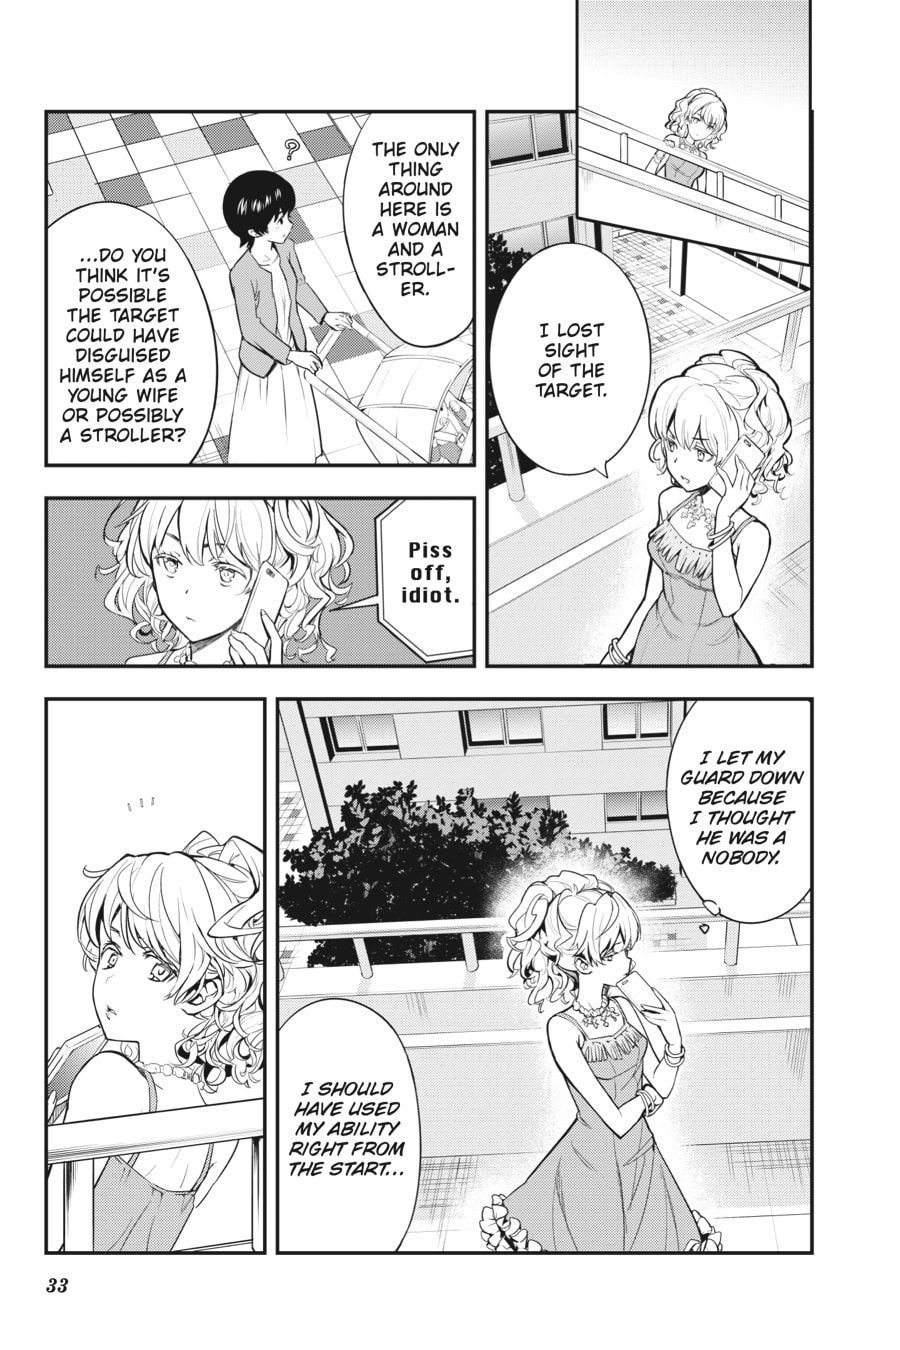 I LOST
SIGHT
OF THE
TARGET.
THE ONLY
THING
AROUND
HERE IS
A WOMAN
AND A
STROLL-
ER.
?
...DO YOU
THINK IT'S
POSSIBLE
THE TARGET
COULD HAVE
DISGUISED
HIMSELF AS A
YOUNG WIFE
OR POSSIBLY
A STROLLER?
Piss
off,
idiot.
I LET MY
GUARD DOWN
BECAUSE
I THOUGHT
HE WAS A
NOBODY.
I SHOULD
HAVE USED
MY ABILITY
RIGHT FROM
THE START...
33